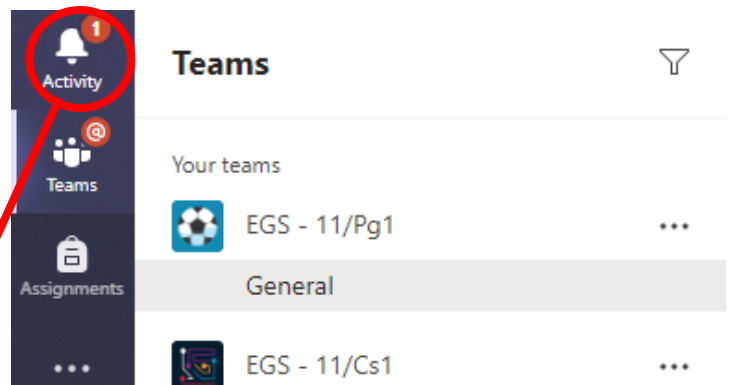 1
Activity
@
Teams
Assignments
Teams
Your teams
EGS - 11/Pg1
General
EGS - 11/Cs1